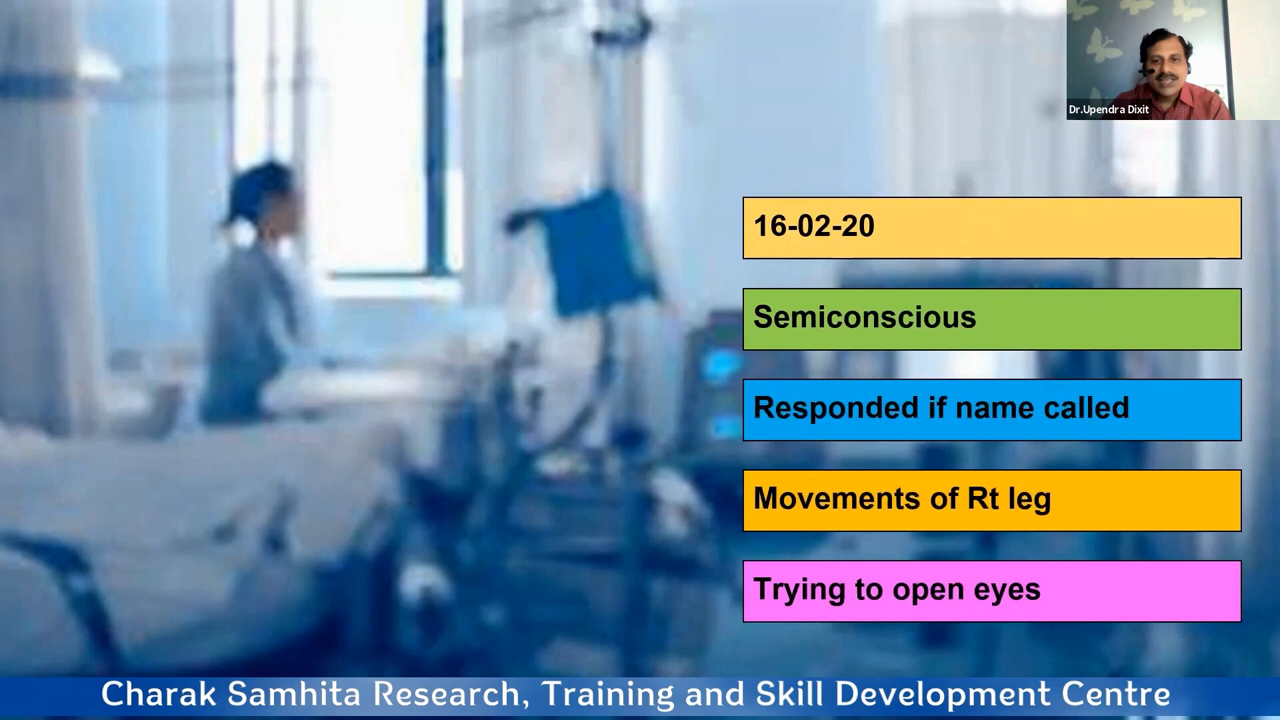 Dr.Upendra Dixit
16-02-20
Semiconscious
Responded if name called
Movements of Rt leg
Trying to open eyes
Charak Samhita Research, Training and Skill Development Centre